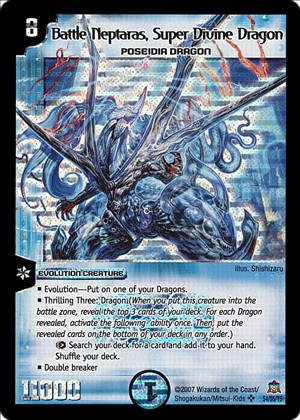 8
Battle Neptaras, Super Divine Dragon
POSEIDIA DRAGON
Illus. Shishizaru
EVOLUTION CREATURE
■ Evolution—Put on one of your Dragons.
■ Thrilling Three: Dragon (When you put this creature into the
battle zone, reveal the top 3 cards of your deck. For each Dragon
revealed, activate the following ability once. Then, put the
revealed cards on the bottom of your deck in any order.):
Search your deck for a card and add it to your hand.
Shuffle your deck.
■ Double breaker
11000
1
©2007 Wizards of the Coast/
Shogakukan/Mitsui-Kids
S4/S5/Y5